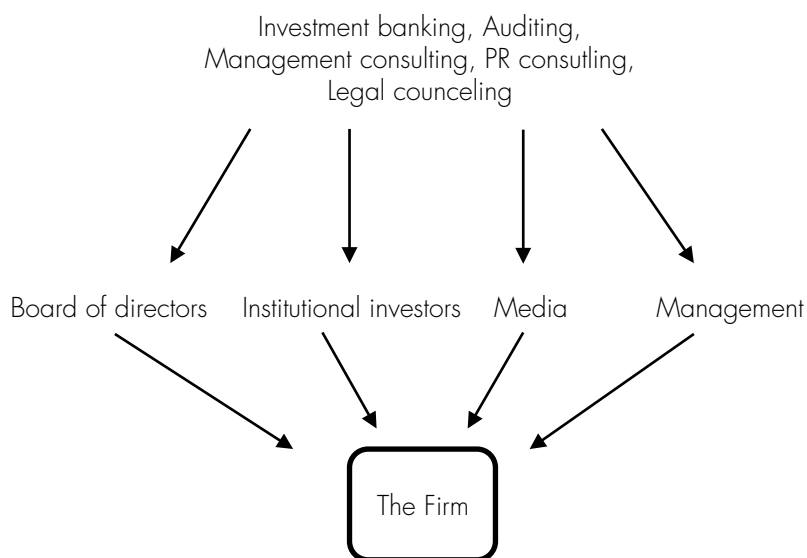 Investment banking, Auditing,
Management consulting, PR consutling,
Legal counceling
Board of directors Institutional investors Media Management
The Firm